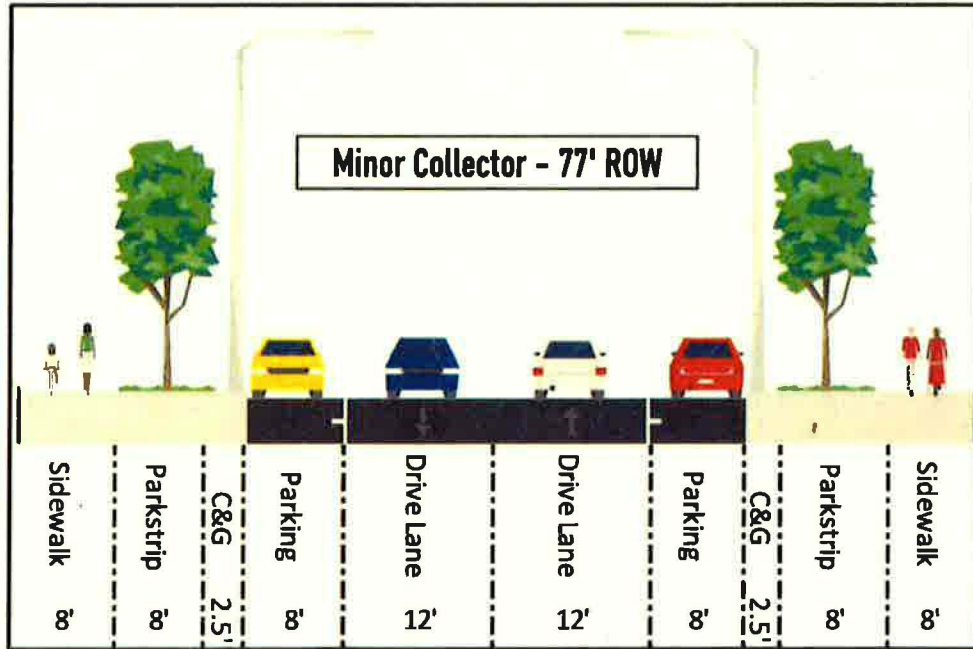 Minor Collector - 77' ROW
Sidewalk 8'
Parkstrip 8'
C&G 2.5'
Parking 8'
Drive Lane 12'
Drive Lane 12'
Parking 8'
C&G 2.5'
Parkstrip 8'
Sidewalk 8'